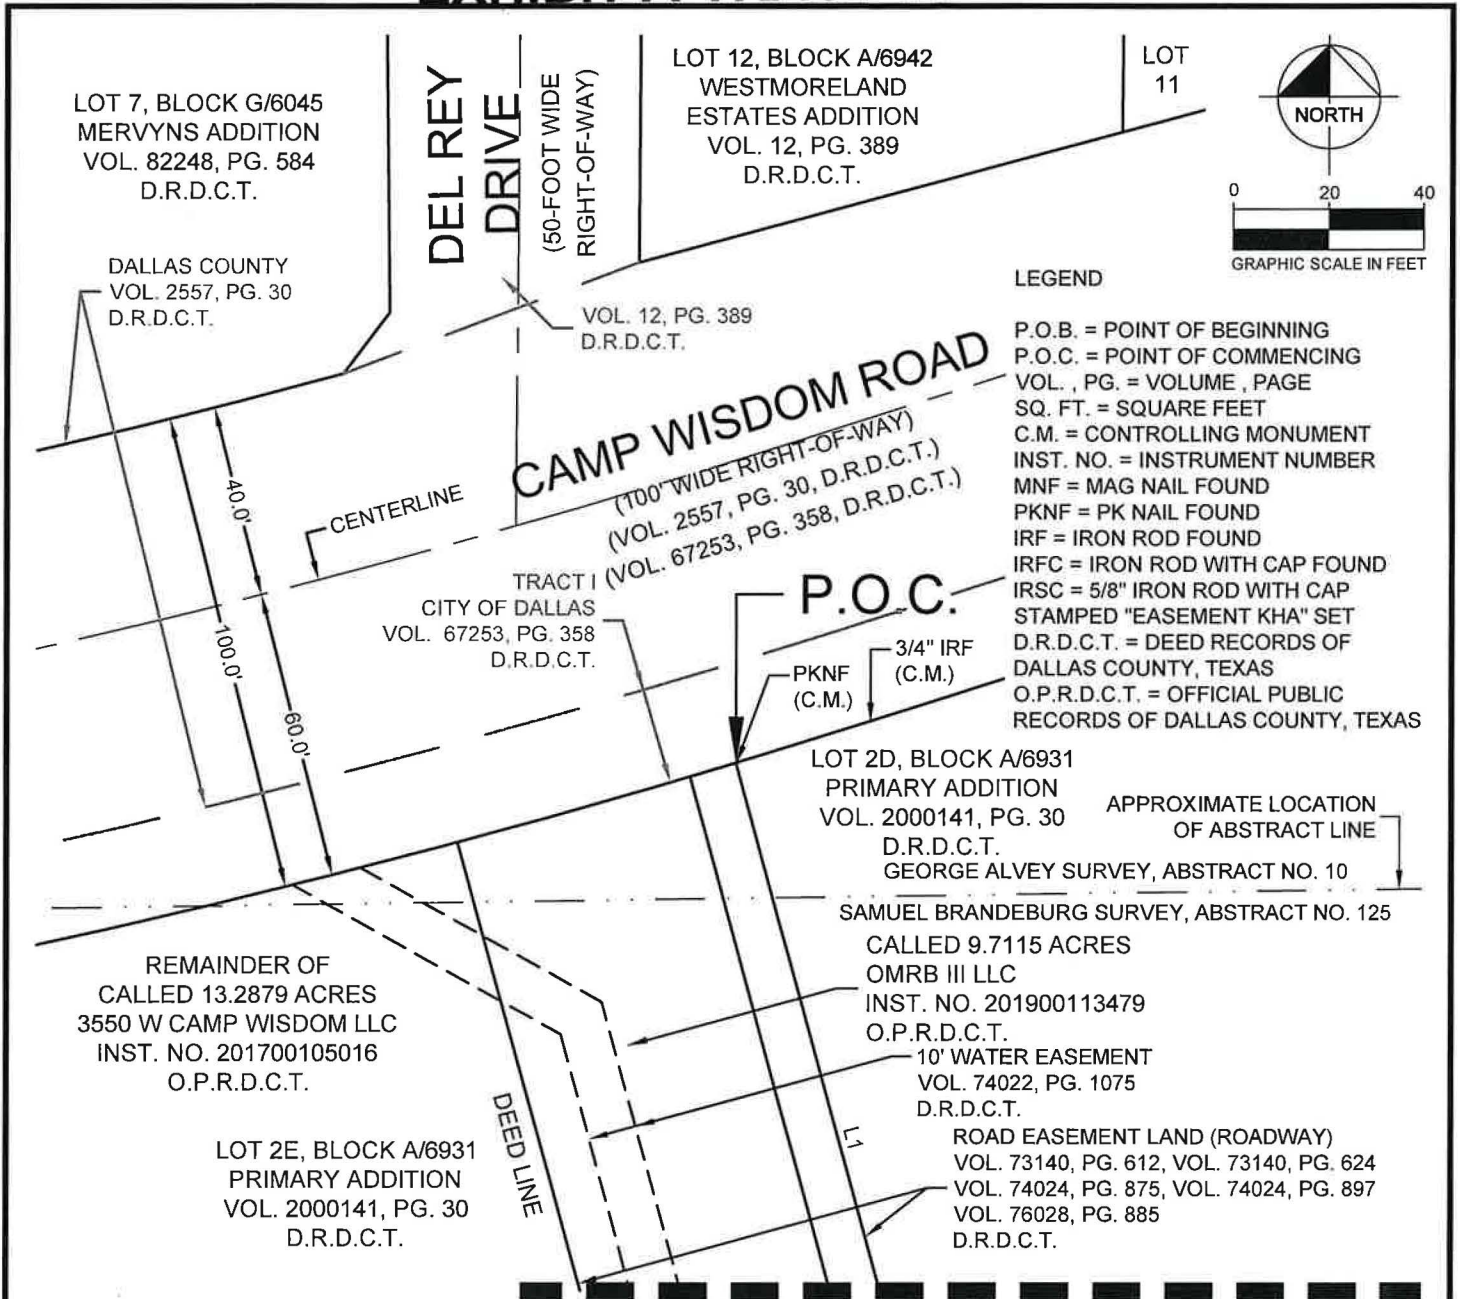 LOT 7, BLOCK G/6045
MERVYNS ADDITION
VOL. 82248, PG. 584
D.R.D.C.T.
DEL REY
DRIVE
(50-FOOT WIDE
RIGHT-OF-WAY)
LOT 12, BLOCK A/6942
WESTMORELAND
ESTATES ADDITION
VOL. 12, PG. 389
D.R.D.C.T.
LOT
11
NORTH
0 20 40
GRAPHIC SCALE IN FEET
DALLAS COUNTY
VOL. 2557, PG. 30
D.R.D.C.T.
VOL. 12, PG. 389
D.R.D.C.T.
LEGEND
P.O.B. = POINT OF BEGINNING
P.O.C. = POINT OF COMMENCING
VOL. , PG. = VOLUME , PAGE
SQ. FT. = SQUARE FEET
C.M. = CONTROLLING MONUMENT
INST. NO. = INSTRUMENT NUMBER
MNF = MAG NAIL FOUND
PKNF = PK NAIL FOUND
IRF = IRON ROD FOUND
IRFC = IRON ROD WITH CAP FOUND
IRSC = 5/8" IRON ROD WITH CAP
STAMPED "EASEMENT KHA" SET
D.R.D.C.T. = DEED RECORDS OF
DALLAS COUNTY, TEXAS
O.P.R.D.C.T. = OFFICIAL PUBLIC
RECORDS OF DALLAS COUNTY, TEXAS
CAMP WISDOM ROAD
(100' WIDE RIGHT-OF-WAY)
(VOL. 2557, PG. 30, D.R.D.C.T.)
(VOL. 67253, PG. 358, D.R.D.C.T.)
40.0'
CENTERLINE
100.0'
60.0'
TRACT I
CITY OF DALLAS
VOL. 67253, PG. 358
D.R.D.C.T.
P.O.C.
PKNF
(C.M.)
3/4" IRF
(C.M.)
LOT 2D, BLOCK A/6931
PRIMARY ADDITION
VOL. 2000141, PG. 30
D.R.D.C.T.
APPROXIMATE LOCATION
OF ABSTRACT LINE
GEORGE ALVEY SURVEY, ABSTRACT NO. 10
SAMUEL BRANDEBURG SURVEY, ABSTRACT NO. 125
REMAINDER OF
CALLED 13.2879 ACRES
3550 W CAMP WISDOM LLC
INST. NO. 201700105016
O.P.R.D.C.T.
CALLED 9.7115 ACRES
OMRB III LLC
INST. NO. 201900113479
O.P.R.D.C.T.
10' WATER EASEMENT
VOL. 74022, PG. 1075
D.R.D.C.T.
DEED LINE
L1
LOT 2E, BLOCK A/6931
PRIMARY ADDITION
VOL. 2000141, PG. 30
D.R.D.C.T.
ROAD EASEMENT LAND (ROADWAY)
VOL. 73140, PG. 612, VOL. 73140, PG. 624
VOL. 74024, PG. 875, VOL. 74024, PG. 897
VOL. 76028, PG. 885
D.R.D.C.T.